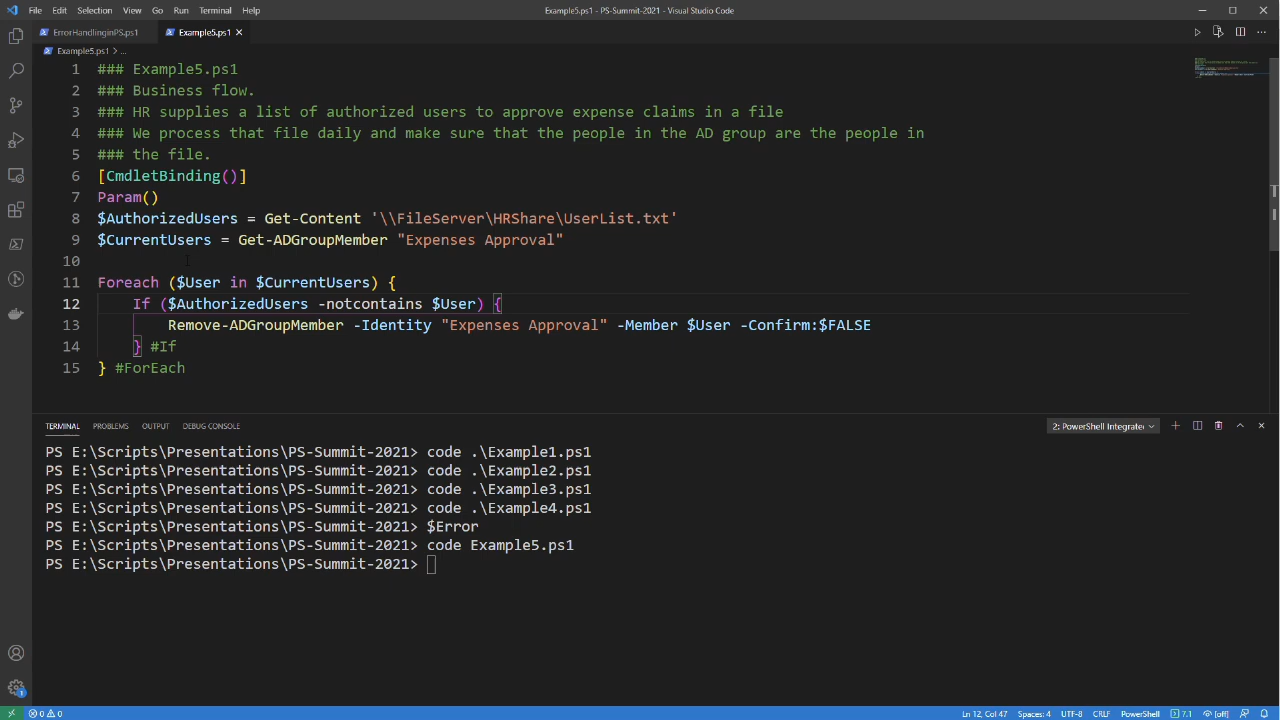 File Edit Selection View Go Run Terminal Help
Example5.ps1 - PS-Summit-2021 - Visual Studio Code
ErrorHandlinginPS.ps1 Example5.ps1
Example5.ps1 > ...
1 ### Example5.ps1
2 ### Business flow.
3 ### HR supplies a list of authorized users to approve expense claims in a file
4 ### We process that file daily and make sure that the people in the AD group are the people in
5 ### the file.
6 [CmdletBinding()]
7 Param()
8 $AuthorizedUsers = Get-Content '\\FileServer\HRShare\UserList.txt'
9 $CurrentUsers = Get-ADGroupMember "Expenses Approval"
10
11 Foreach ($User in $CurrentUsers) {
12 If ($AuthorizedUsers -notcontains $User) {
13 Remove-ADGroupMember -Identity "Expenses Approval" -Member $User -Confirm:$FALSE
14 } #If
15 } #ForEach
TERMINAL PROBLEMS OUTPUT DEBUG CONSOLE 2: PowerShell Integrated
PS E:\Scripts\Presentations\PS-Summit-2021> code .\Example1.ps1
PS E:\Scripts\Presentations\PS-Summit-2021> code .\Example2.ps1
PS E:\Scripts\Presentations\PS-Summit-2021> code .\Example3.ps1
PS E:\Scripts\Presentations\PS-Summit-2021> code .\Example4.ps1
PS E:\Scripts\Presentations\PS-Summit-2021> $Error
PS E:\Scripts\Presentations\PS-Summit-2021> code Example5.ps1
PS E:\Scripts\Presentations\PS-Summit-2021>
1
0 0 Ln 12, Col 47 Spaces: 4 UTF-8 CRLF PowerShell 7.1 [off]